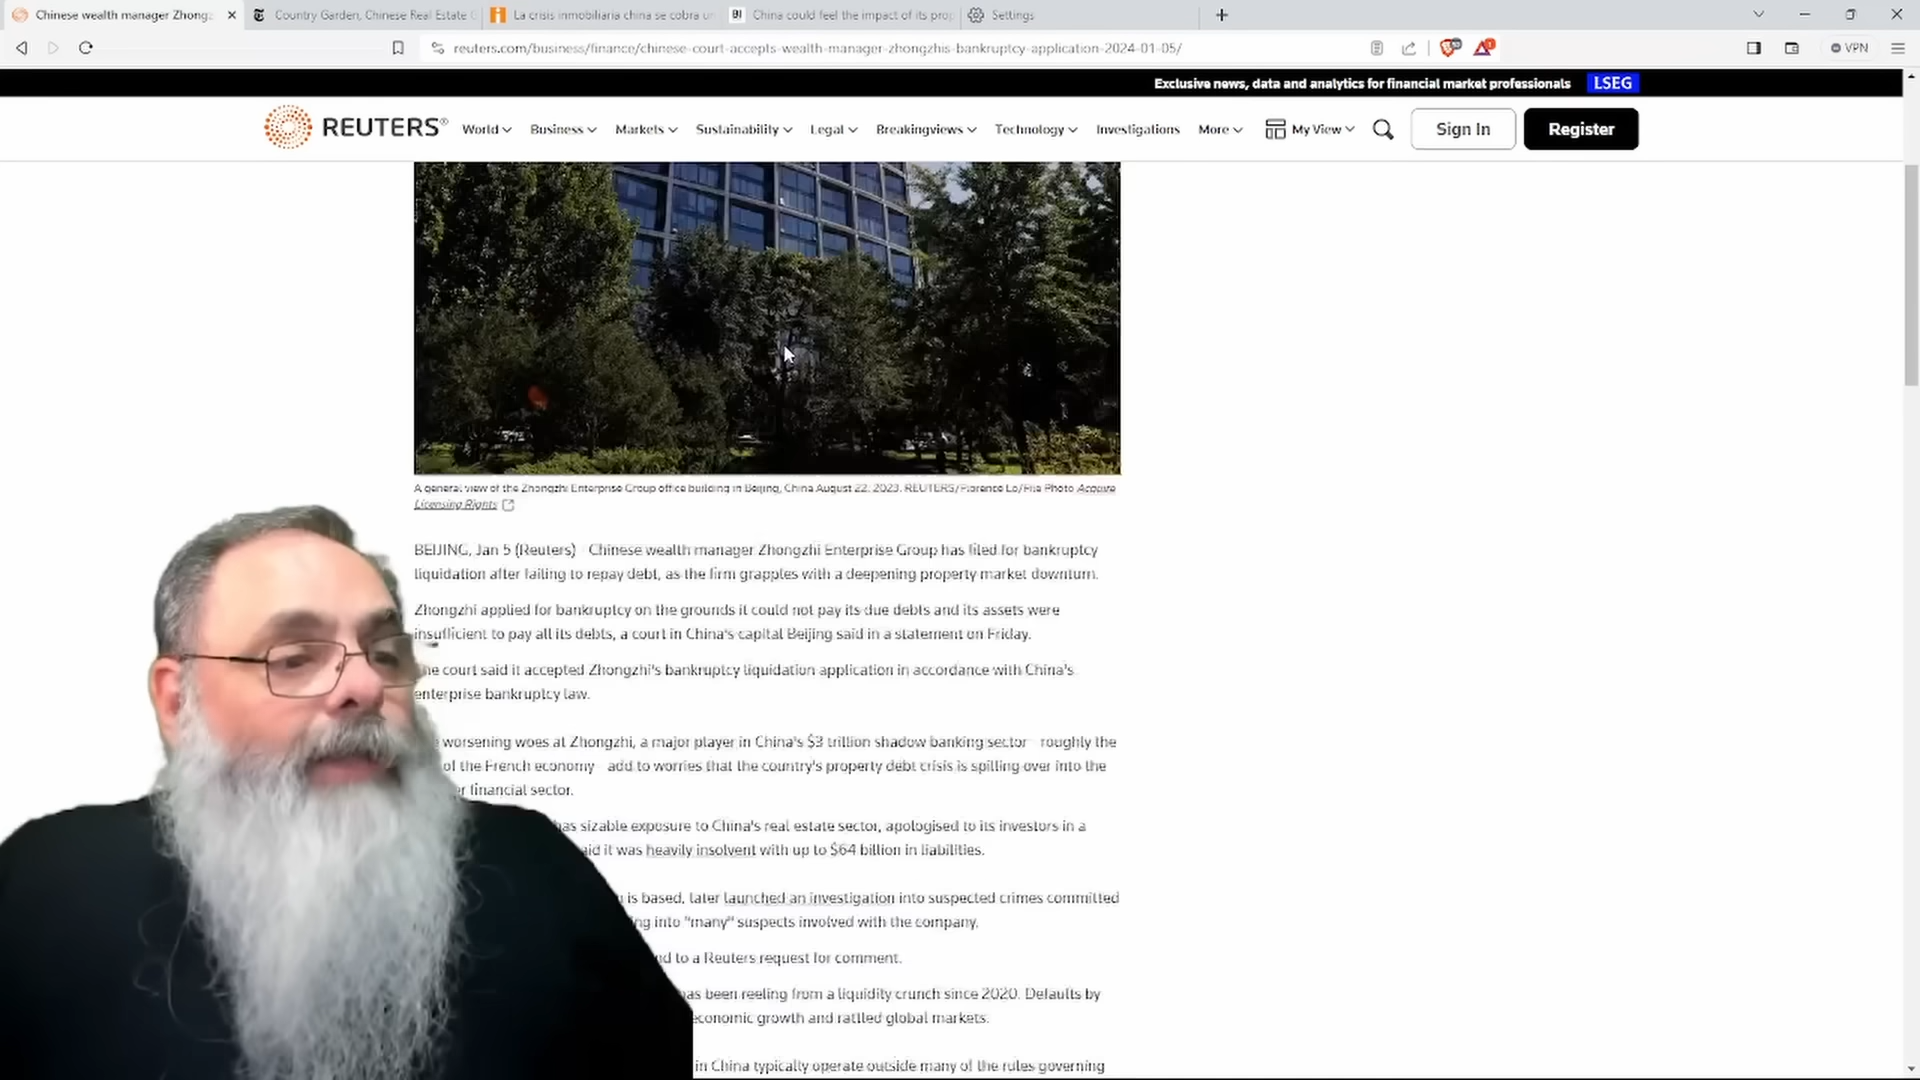 Chinese wealth manager Zhongz
Country Garden, Chinese Real Estate
La crisis inmobiliaria china se cobra un
BI
China could feel the impact of its prop
Settings
reuters.com/business/finance/chinese-court-accepts-wealth-manager-zhongzhis-bankruptcy-application-2024-01-05/
VPN
Exclusive news, data and analytics for financial market professionals LSEG
REUTERS®
World Business Markets Sustainability Legal Breakingviews Technology Investigations More My View
Sign In
Register
A general view of the Zhongzhi Enterprise Group office building in Beijing, China August 22, 2023. REUTERS/Florence Lo/File Photo Acquire
Licensing Rights
BEIJING, Jan 5 (Reuters) - Chinese wealth manager Zhongzhi Enterprise Group has filed for bankruptcy
liquidation after failing to repay debt, as the firm grapples with a deepening property market downturn.
Zhongzhi applied for bankruptcy on the grounds it could not pay its due debts and its assets were
insufficient to pay all its debts, a court in China's capital Beijing said in a statement on Friday.
court said it accepted Zhongzhi's bankruptcy liquidation application in accordance with China's
enterprise bankruptcy law.
worsening woes at Zhongzhi, a major player in China's $3 trillion shadow banking sector - roughly the
of the French economy - add to worries that the country's property debt crisis is spilling over into the
financial sector.
has sizable exposure to China's real estate sector, apologised to its investors in a
it was heavily insolvent with up to $64 billion in liabilities.
is based, later launched an investigation into suspected crimes committed
into "many" suspects involved with the company.
to a Reuters request for comment.
has been reeling from a liquidity crunch since 2020. Defaults by
economic growth and rattled global markets.
in China typically operate outside many of the rules governing